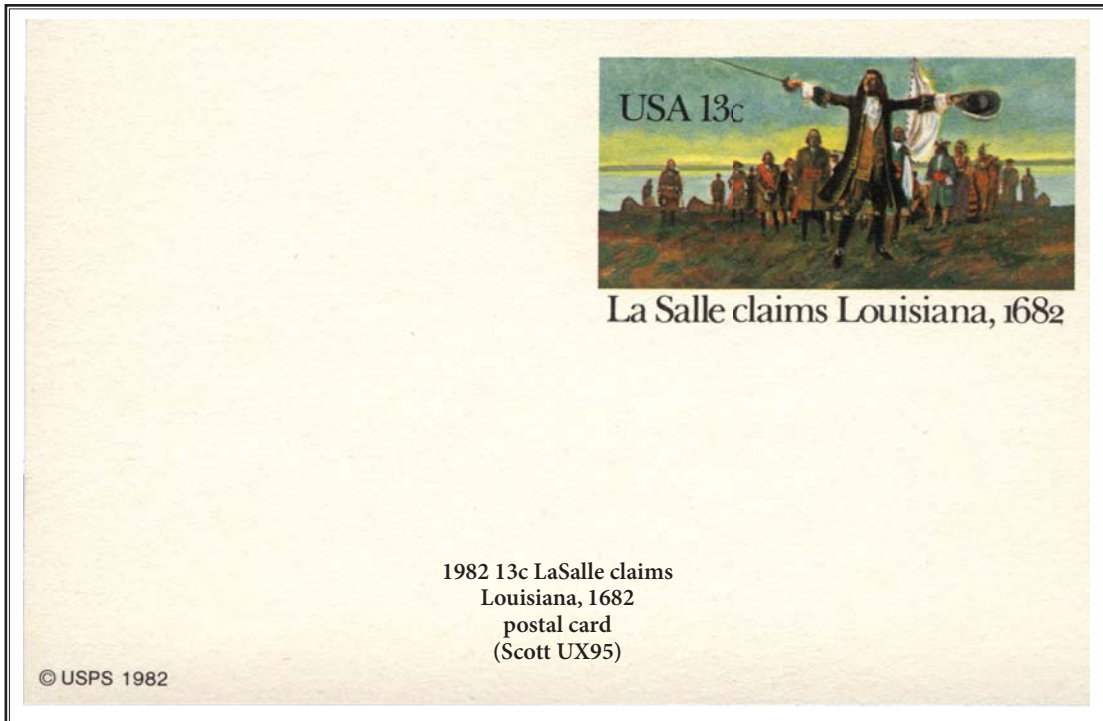 USA 13c
La Salle claims Louisiana, 1682
1982 13c LaSalle claims
Louisiana, 1682
postal card
(Scott UX95)
© USPS 1982